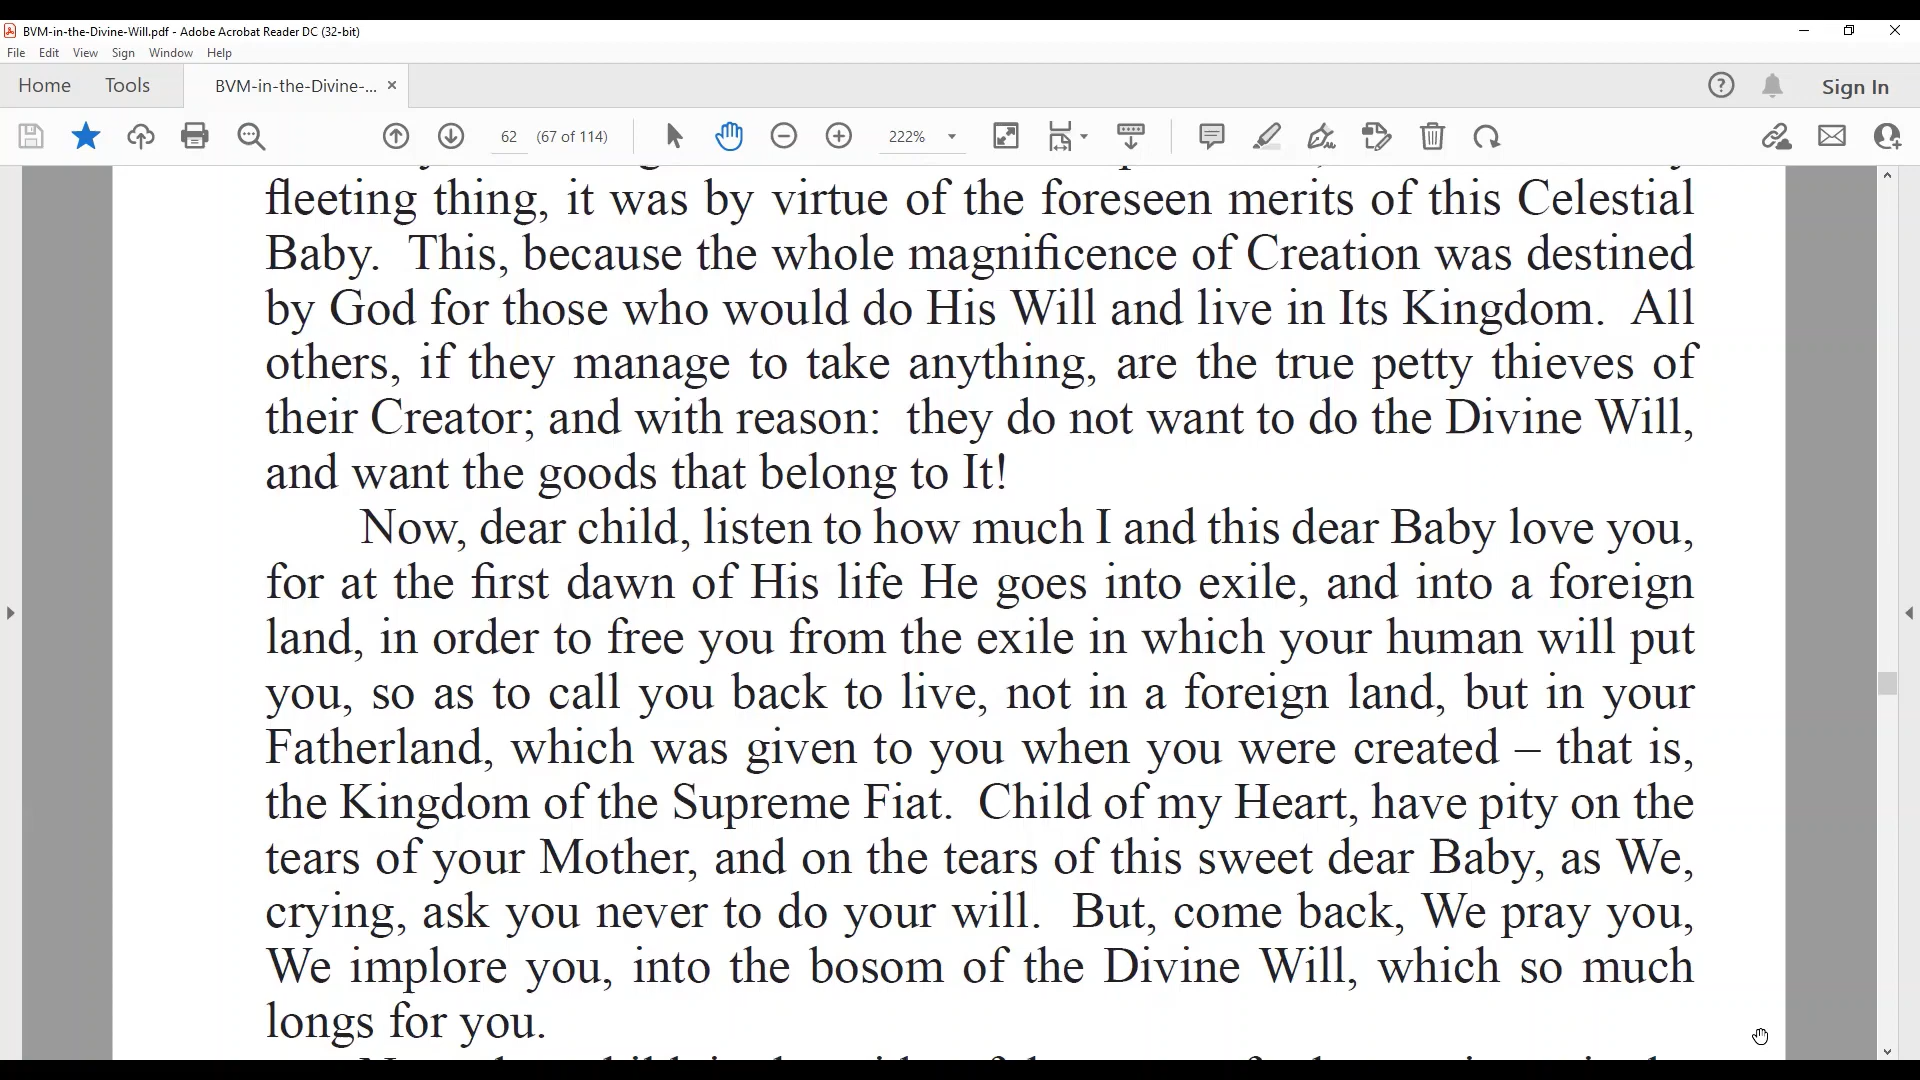 BVM-in-the-Divine-Will.pdf - Adobe Acrobat Reader DC (32-bit)
File Edit View Sign Window Help
Home Tools BVM-in-the-Divine-... × Sign In
62 (67 of 114) 222%
fleeting thing, it was by virtue of the foreseen merits of this Celestial
Baby. This, because the whole magnificence of Creation was destined
by God for those who would do His Will and live in Its Kingdom. All
others, if they manage to take anything, are the true petty thieves of
their Creator; and with reason: they do not want to do the Divine Will,
and want the goods that belong to It!
Now, dear child, listen to how much I and this dear Baby love you,
for at the first dawn of His life He goes into exile, and into a foreign
land, in order to free you from the exile in which your human will put
you, so as to call you back to live, not in a foreign land, but in your
Fatherland, which was given to you when you were created – that is,
the Kingdom of the Supreme Fiat. Child of my Heart, have pity on the
tears of your Mother, and on the tears of this sweet dear Baby, as We,
crying, ask you never to do your will. But, come back, We pray you,
We implore you, into the bosom of the Divine Will, which so much
longs for you.